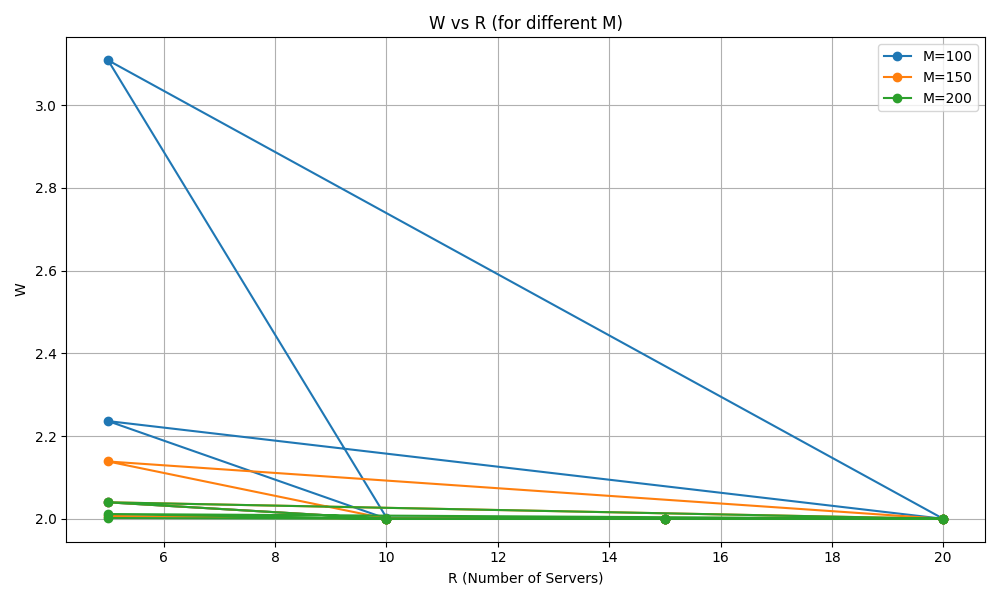 W vs R (for different M)
M=100
M=150
M=200
W
3.0
2.8
2.6
2.4
2.2
2.0
6 8 10 12 14 16 18 20
R (Number of Servers)